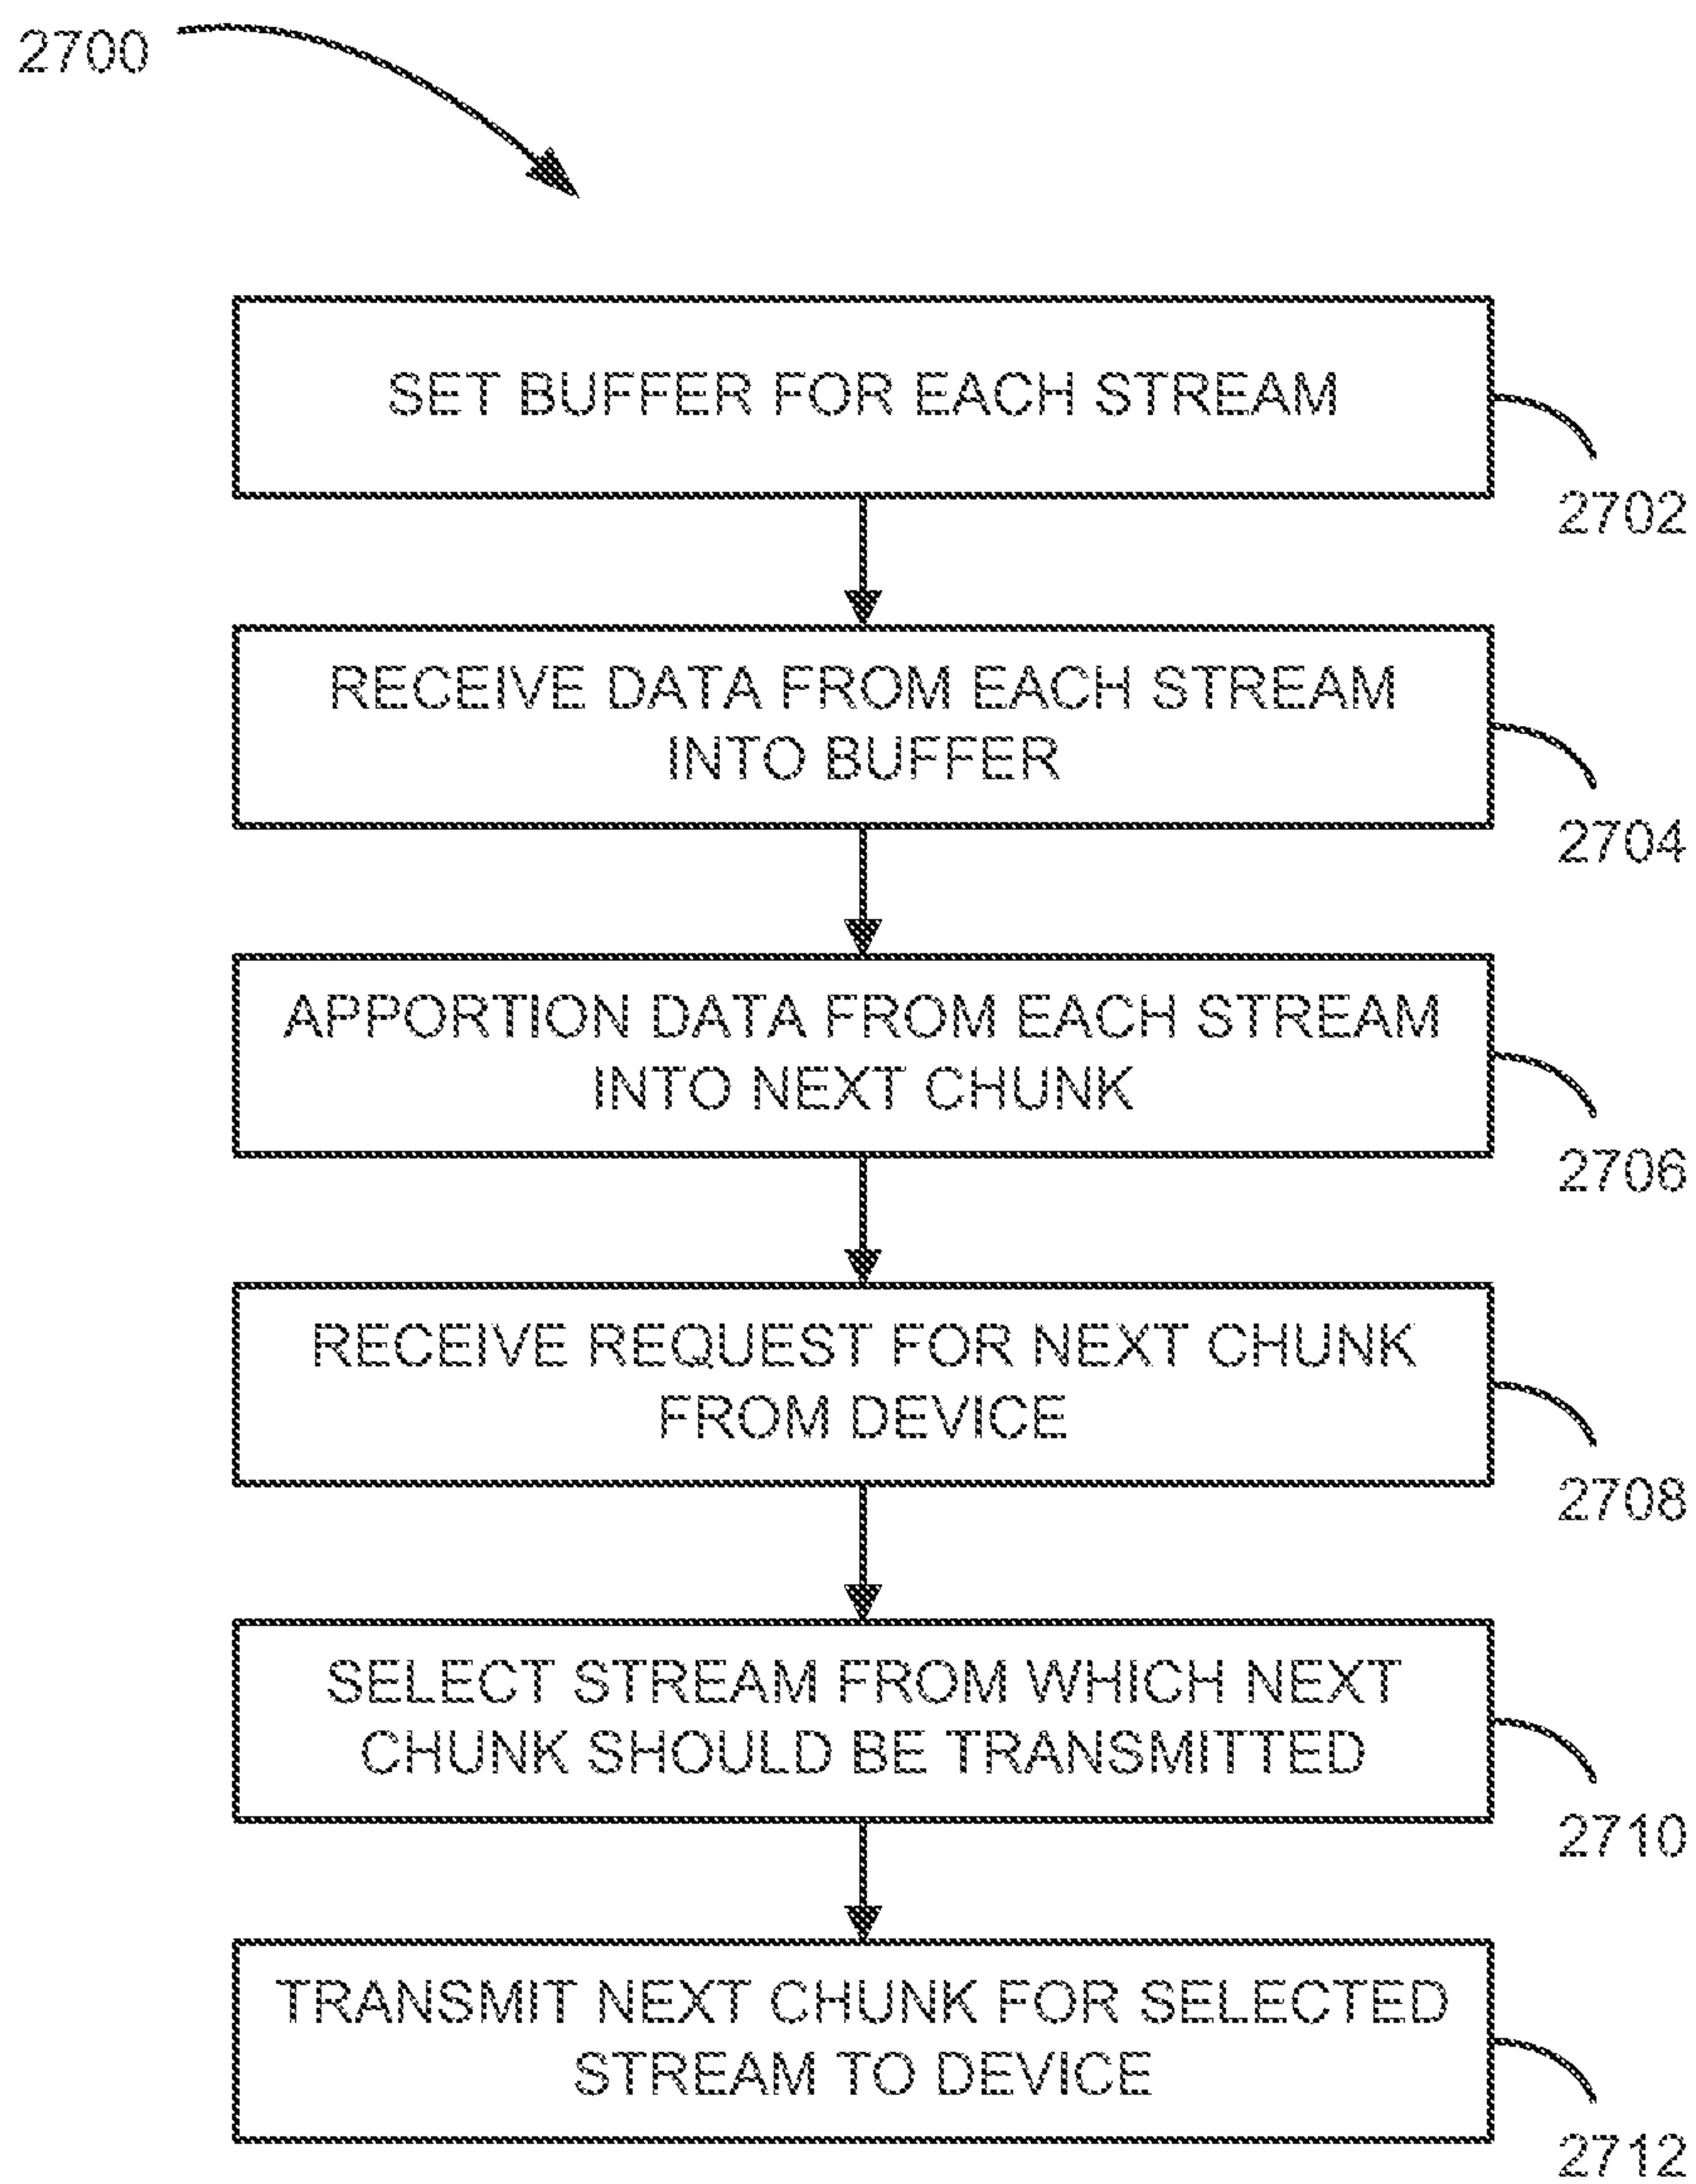 2700
SET BUFFER FOR EACH STREAM
2702
RECEIVE DATA FROM EACH STREAM
INTO BUFFER
2704
APPORTION DATA FROM EACH STREAM
INTO NEXT CHUNK
2706
RECEIVE REQUEST FOR NEXT CHUNK
FROM DEVICE
2708
SELECT STREAM FROM WHICH NEXT
CHUNK SHOULD BE TRANSMITTED
2710
TRANSMIT NEXT CHUNK FOR SELECTED
STREAM TO DEVICE
2712